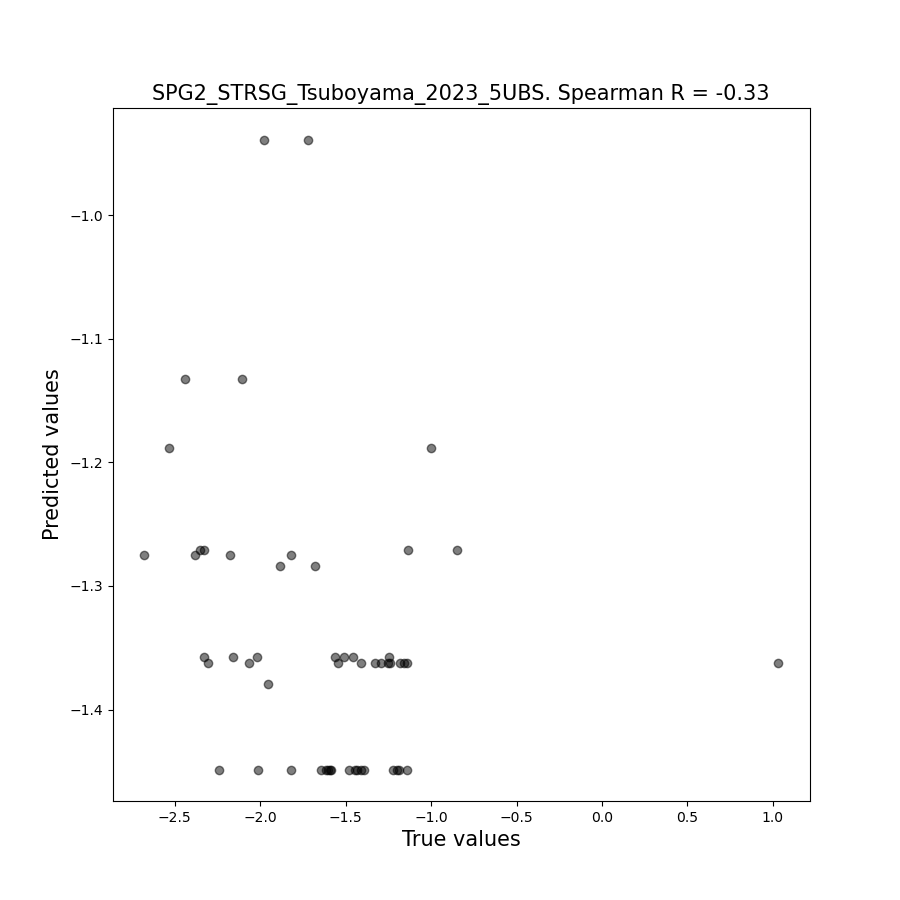 SPG2_STRSG_Tsuboyama_2023_5UBS. Spearman R = -0.33
Predicted values
−1.0
−1.1
−1.2
−1.3
−1.4
−2.5 −2.0 −1.5 −1.0 −0.5 0.0 0.5 1.0
True values